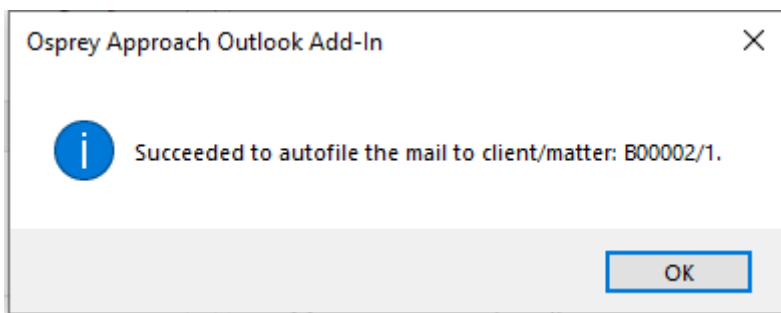 Osprey Approach Outlook Add-In
Succeeded to autofile the mail to client/matter: B00002/1.
OK